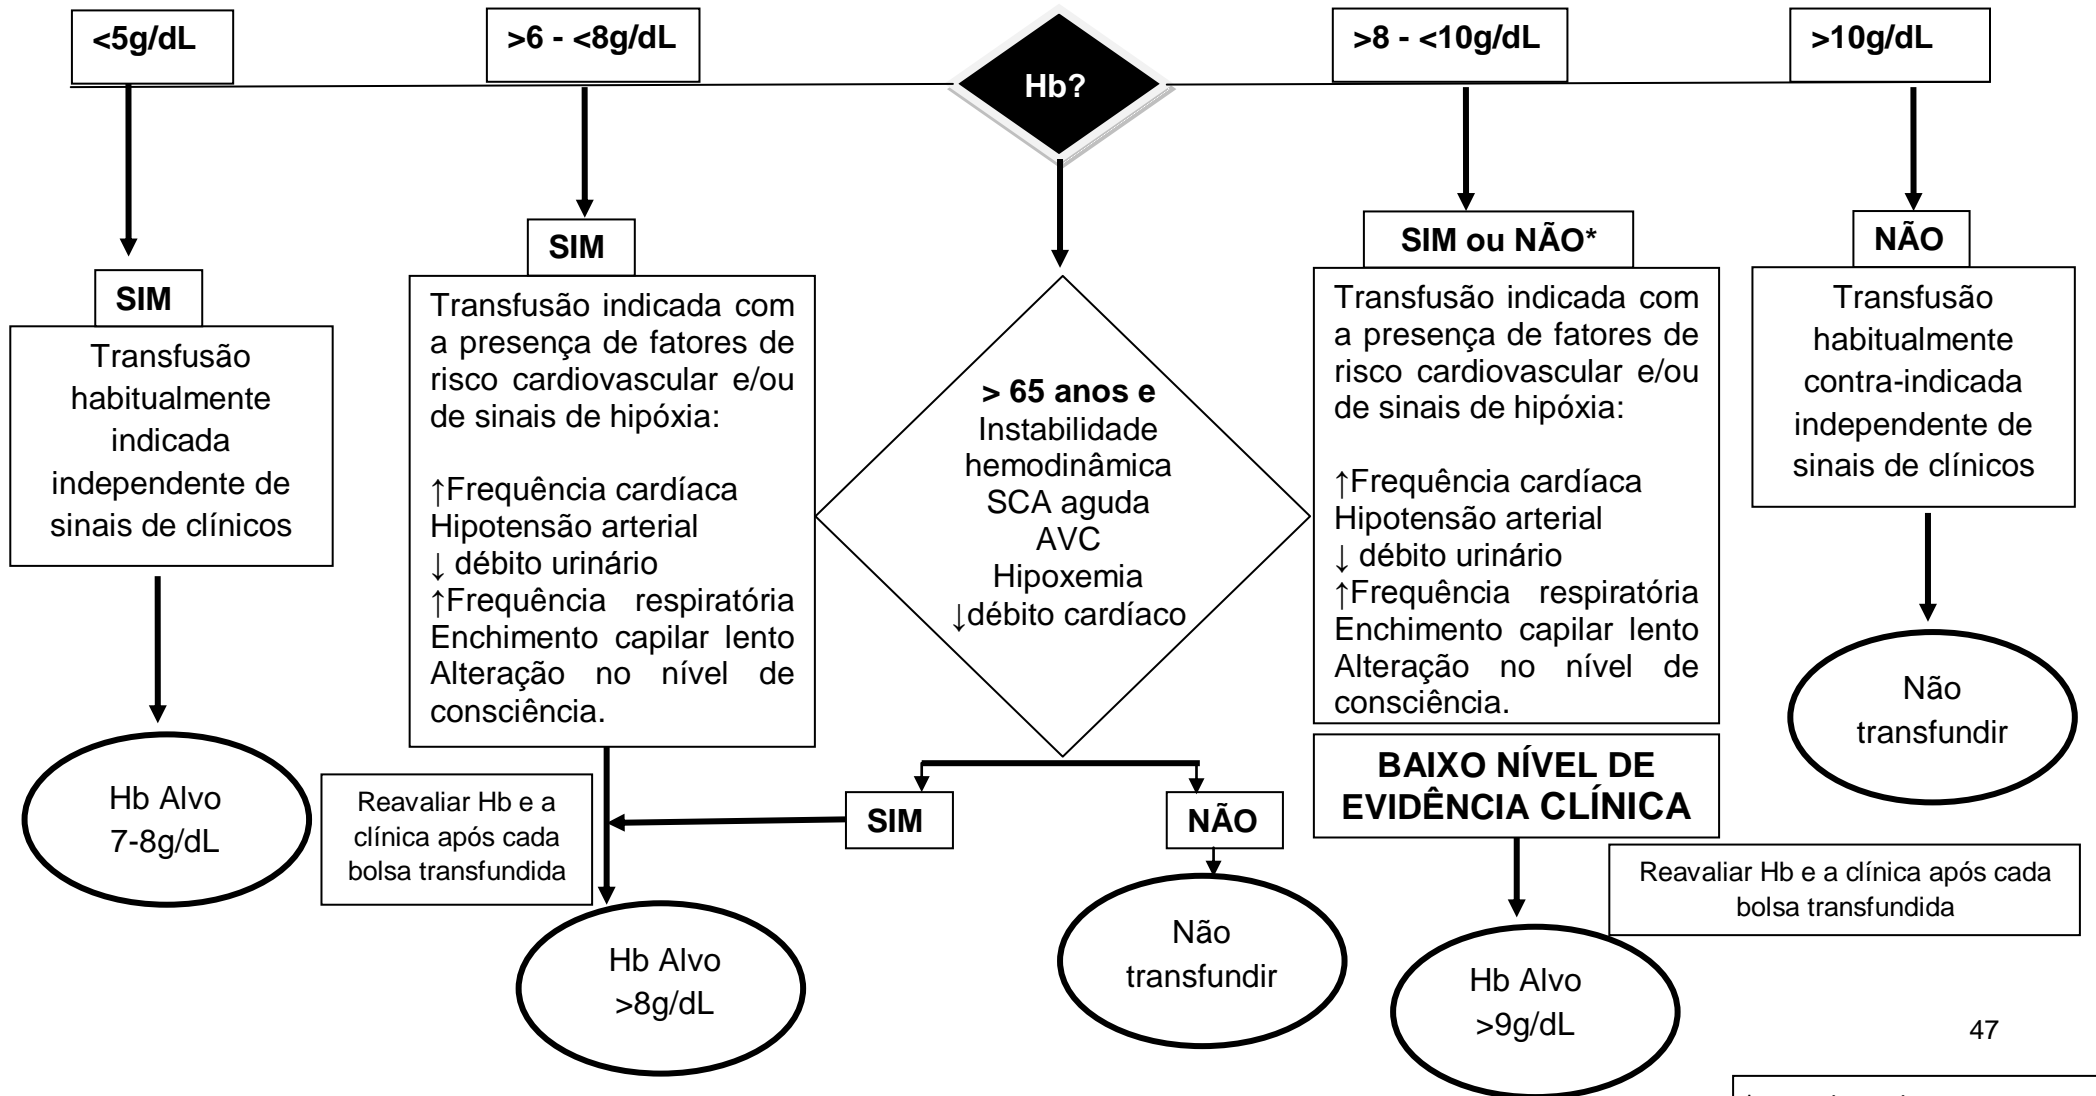 <5g/dL
>6 - <8g/dL
Hb?
>8 - <10g/dL
>10g/dL
SIM
Transfusão
habitualmente
indicada
independente de
sinais de clínicos
Hb Alvo
7-8g/dL
SIM
Transfusão indicada com
a presença de fatores de
risco cardiovascular e/ou
de sinais de hipóxia:
↑Frequência cardíaca
Hipotensão arterial
↓ débito urinário
↑Frequência respiratória
Enchimento capilar lento
Alteração no nível de
consciência.
Reavaliar Hb e a
clínica após cada
bolsa transfundida
Hb Alvo
>8g/dL
> 65 anos e
Instabilidade
hemodinâmica
SCA aguda
AVC
Hipoxemia
↓débito cardíaco
SIM
NÃO
Não
transfundir
SIM ou NÃO*
Transfusão indicada com
a presença de fatores de
risco cardiovascular e/ou
de sinais de hipóxia:
↑Frequência cardíaca
Hipotensão arterial
↓ débito urinário
↑Frequência respiratória
Enchimento capilar lento
Alteração no nível de
consciência.
BAIXO NÍVEL DE
EVIDÊNCIA CLÍNICA
Reavaliar Hb e a clínica após cada
bolsa transfundida
Hb Alvo
>9g/dL
NÃO
Transfusão
habitualmente
contra-indicada
independente de
sinais de clínicos
Não
transfundir
47